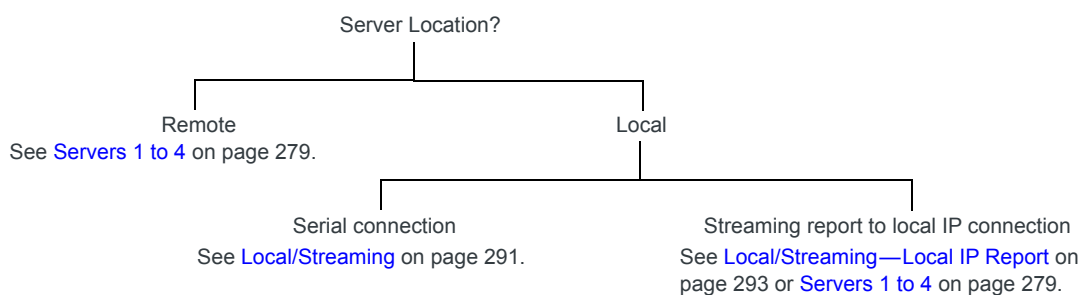 Server Location?
Remote
See Servers 1 to 4 on page 279.
Local
Serial connection
See Local/Streaming on page 291.
Streaming report to local IP connection
See Local/Streaming—Local IP Report on
page 293 or Servers 1 to 4 on page 279.